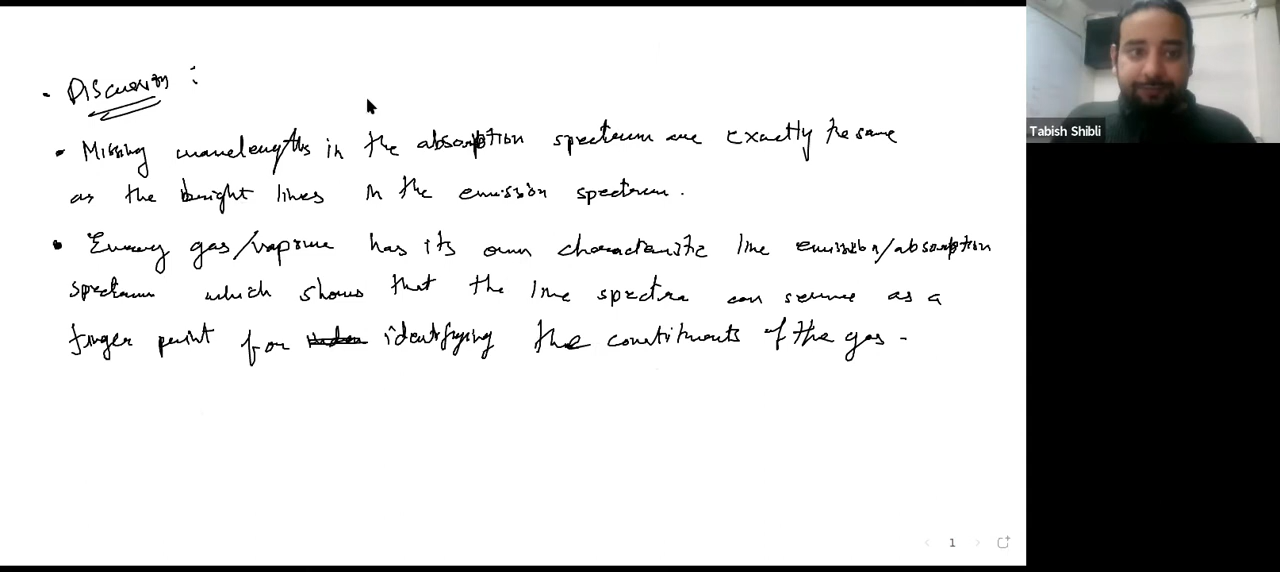 • Discussion :
• Missing wavelengths in the absorption spectrum are exactly the same
as the bright lines in the emission spectrum.
• Every gas/vapour has its own characteristic line emission/absorption
spectrum which shows that the line spectra can serve as a
finger print for identifying the constituents of the gas.
Tabish Shibli
1